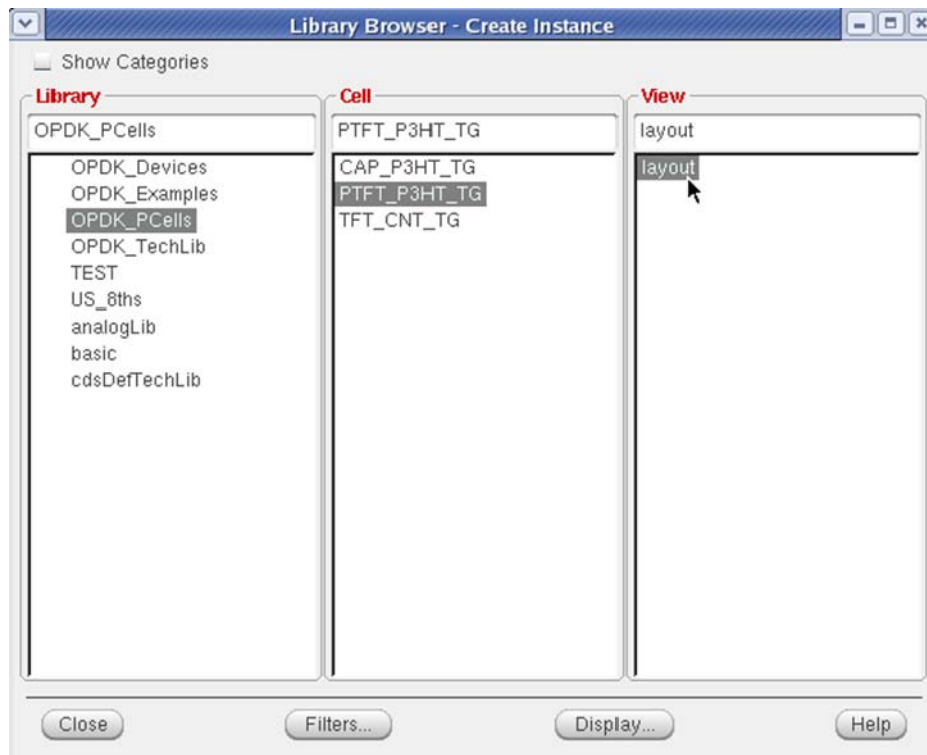 Library Browser - Create Instance
Show Categories
Library
OPDK_PCells
OPDK_Devices
OPDK_Examples
OPDK_PCells
OPDK_TechLib
TEST
US_8ths
analogLib
basic
cdsDefTechLib
Cell
PTFT_P3HT_TG
CAP_P3HT_TG
PTFT_P3HT_TG
TFT_CNT_TG
View
layout
layout
Close
Filters...
Display...
Help